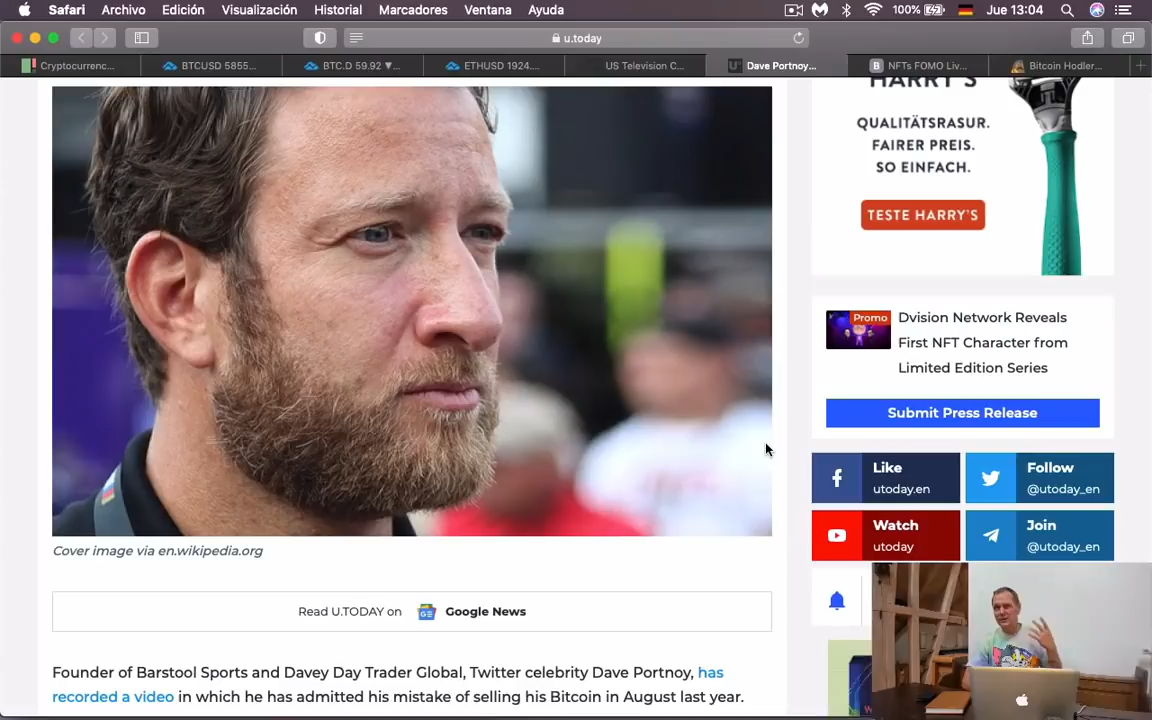 Safari Archivo Edición Visualización Historial Marcadores Ventana Ayuda 100% Jue 13:04
u.today
Cryptocurrenc... BTCUSD 5855... BTC.D 59.92 ▼... ETHUSD 1924.... US Television C... Dave Portnoy... NFTs FOMO Liv... Bitcoin Hodler...
HARRY'S
QUALITÄTSRASUR.
FAIRER PREIS.
SO EINFACH.
TESTE HARRY'S
Promo
Dvision Network Reveals
First NFT Character from
Limited Edition Series
Submit Press Release
Like
utoday.en
Follow
@utoday_en
Watch
utoday
Join
@utoday_en
Cover image via en.wikipedia.org
Read U.TODAY on Google News
Founder of Barstool Sports and Davey Day Trader Global, Twitter celebrity Dave Portnoy, has
recorded a video in which he has admitted his mistake of selling his Bitcoin in August last year.